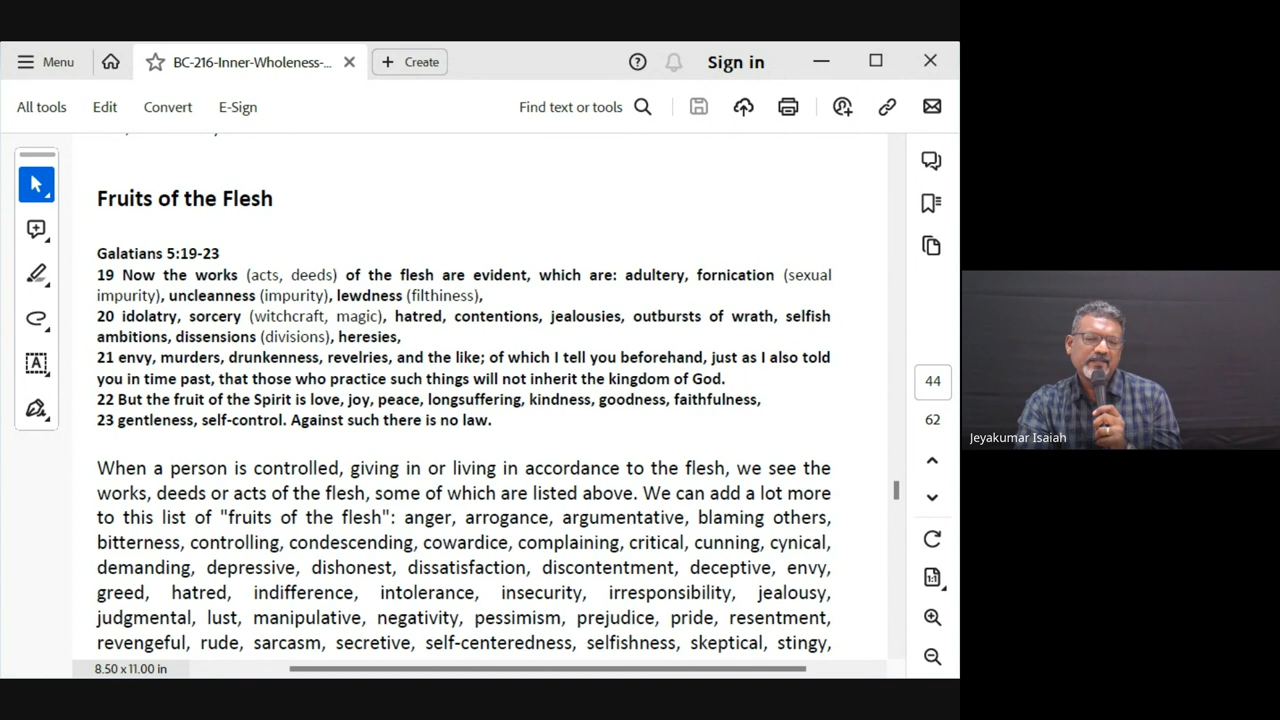 Menu
BC-216-Inner-Wholeness-...
Create
Sign in
All tools
Edit
Convert
E-Sign
Find text or tools
Fruits of the Flesh
Galatians 5:19-23
19 Now the works (acts, deeds) of the flesh are evident, which are: adultery, fornication (sexual
impurity), uncleanness (impurity), lewdness (filthiness),
20 idolatry, sorcery (witchcraft, magic), hatred, contentions, jealousies, outbursts of wrath, selfish
ambitions, dissensions (divisions), heresies,
21 envy, murders, drunkenness, revelries, and the like; of which I tell you beforehand, just as I also told
you in time past, that those who practice such things will not inherit the kingdom of God.
22 But the fruit of the Spirit is love, joy, peace, longsuffering, kindness, goodness, faithfulness,
23 gentleness, self-control. Against such there is no law.
When a person is controlled, giving in or living in accordance to the flesh, we see the
works, deeds or acts of the flesh, some of which are listed above. We can add a lot more
to this list of "fruits of the flesh": anger, arrogance, argumentative, blaming others,
bitterness, controlling, condescending, cowardice, complaining, critical, cunning, cynical,
demanding, depressive, dishonest, dissatisfaction, discontentment, deceptive, envy,
greed, hatred, indifference, intolerance, insecurity, irresponsibility, jealousy,
judgmental, lust, manipulative, negativity, pessimism, prejudice, pride, resentment,
revengeful, rude, sarcasm, secretive, self-centeredness, selfishness, skeptical, stingy,
8.50 x 11.00 in
44
62
1:1
Jeyakumar Isaiah